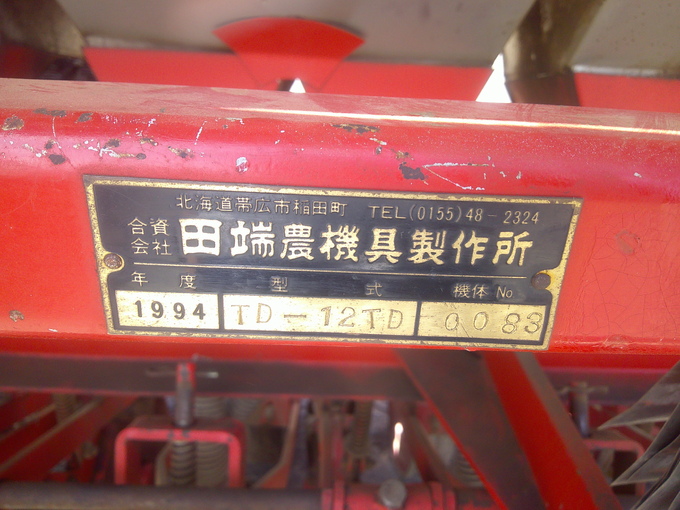 北海道帯広市稲田町 TEL(0155)48-2324
合資会社 田端農機具製作所
年度 型式 機体No
1994 TD-12TD 0083